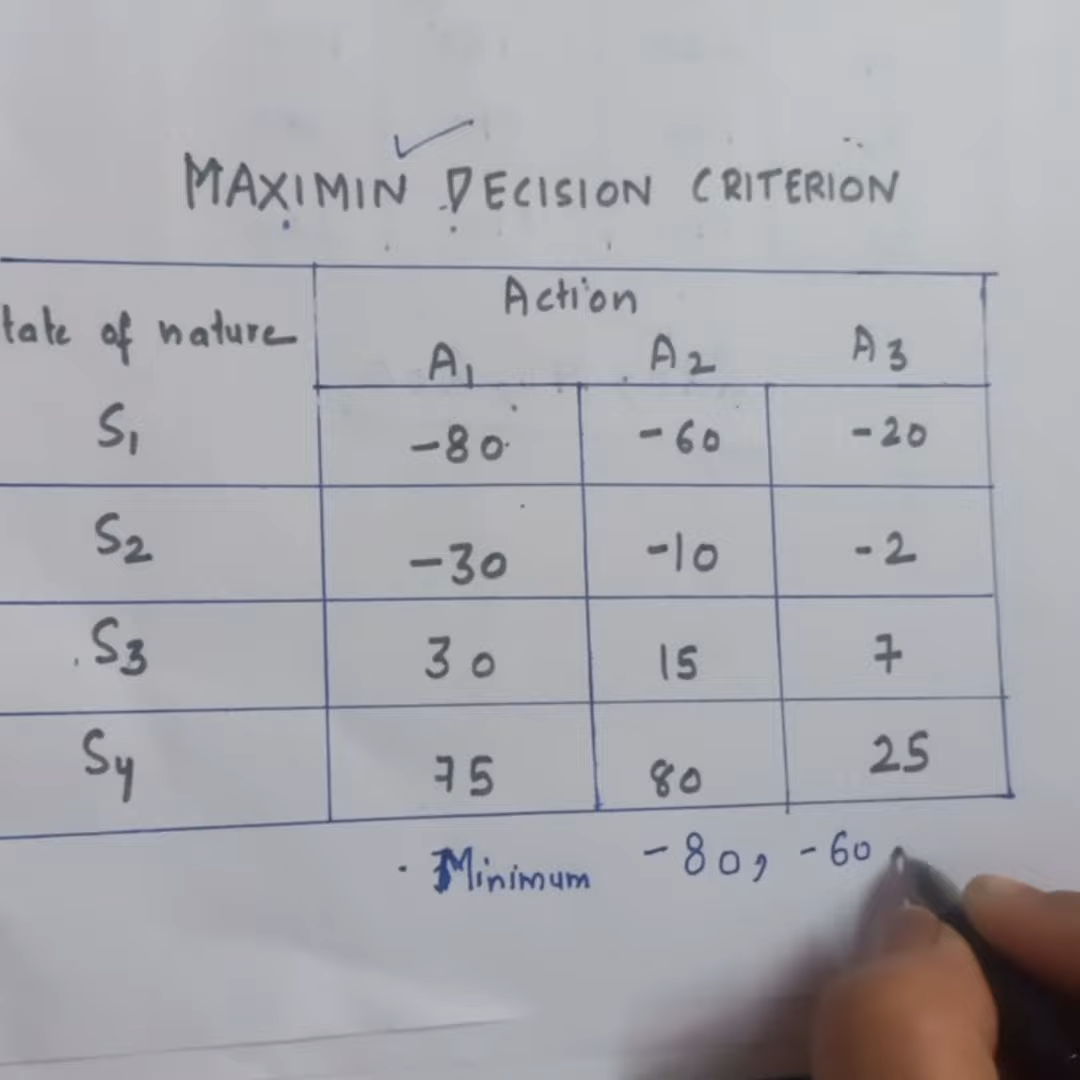 MAXIMIN DECISION CRITERION
tate of nature Action
A1 A2 A3
S1 -80 -60 -20
S2 -30 -10 -2
S3 30 15 7
S4 75 80 25
Minimum -80, -60